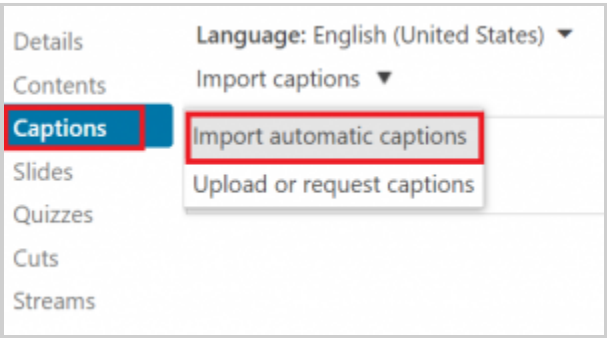 Details
Contents
Captions
Slides
Quizzes
Cuts
Streams
Language: English (United States)
Import captions
Import automatic captions
Upload or request captions